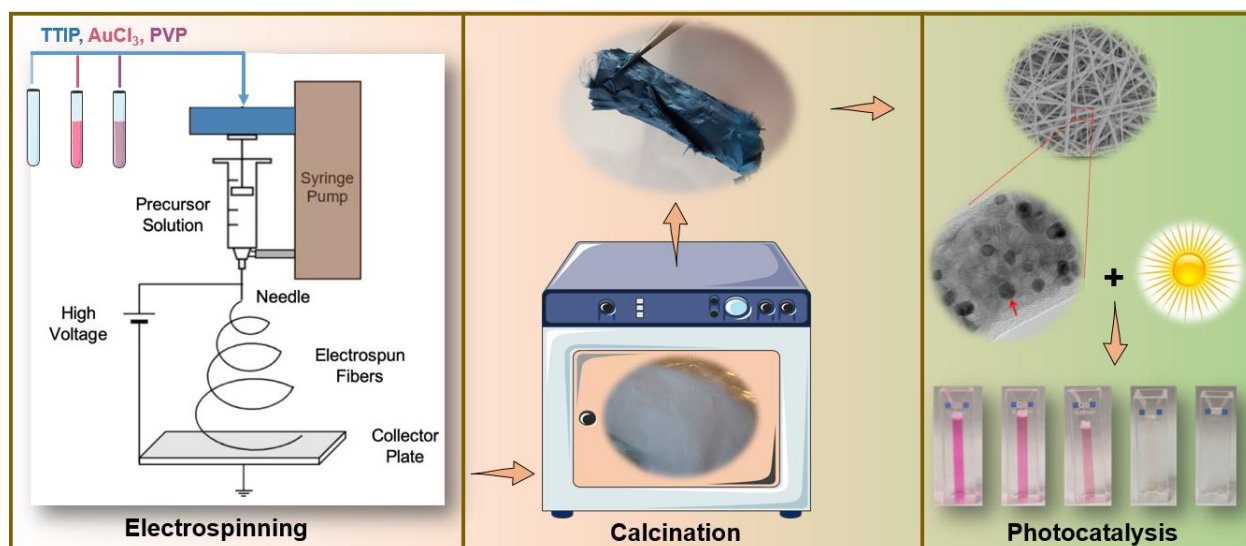 TTIP, AuCl₃, PVP
Syringe
Pump
Precursor
Solution
Needle
High
Voltage
Electrospun
Fibers
Collector
Plate
Electrospinning
Calcination
+
Photocatalysis